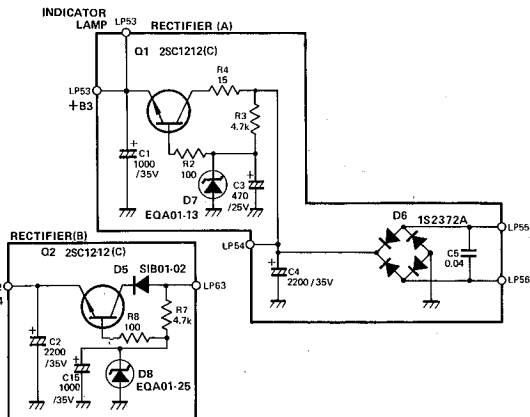 INDICATOR
LAMP
LP53
RECTIFIER (A)
Q1 2SC1212(C)
LP53
+B3
R4
15
R3
4.7k
+
C1
1000
/35V
R2
100
D7
EQA01-13
+
C3
470
/25V
D6 1S2372A
LP55
LP54
C5
0.04
+
C4
2200/35V
LP56
RECTIFIER(B)
Q2 2SC1212(C)
D5 SIB01-02
LP63
R7
4.7k
R8
100
+
C2
2200
/35V
+
C15
1000
/35V
D8
EQA01-25